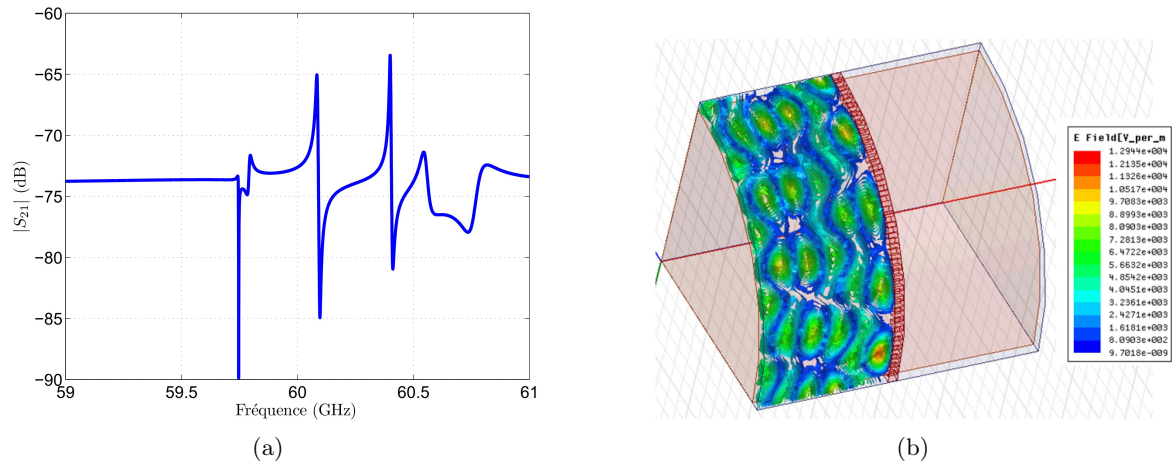 −60
−65
−70
−75
−80
−85
−90
|S21| (dB)
59
59.5
60
60.5
61
Fréquence (GHz)
(a)
E Field[V_per_m
1.2944e+004
1.2135e+004
1.1326e+004
1.0517e+004
9.7083e+003
8.8993e+003
8.0903e+003
7.2813e+003
6.4722e+003
5.6632e+003
4.8542e+003
4.0451e+003
3.2361e+003
2.4271e+003
1.6181e+003
8.0903e+002
9.7018e-009
(b)